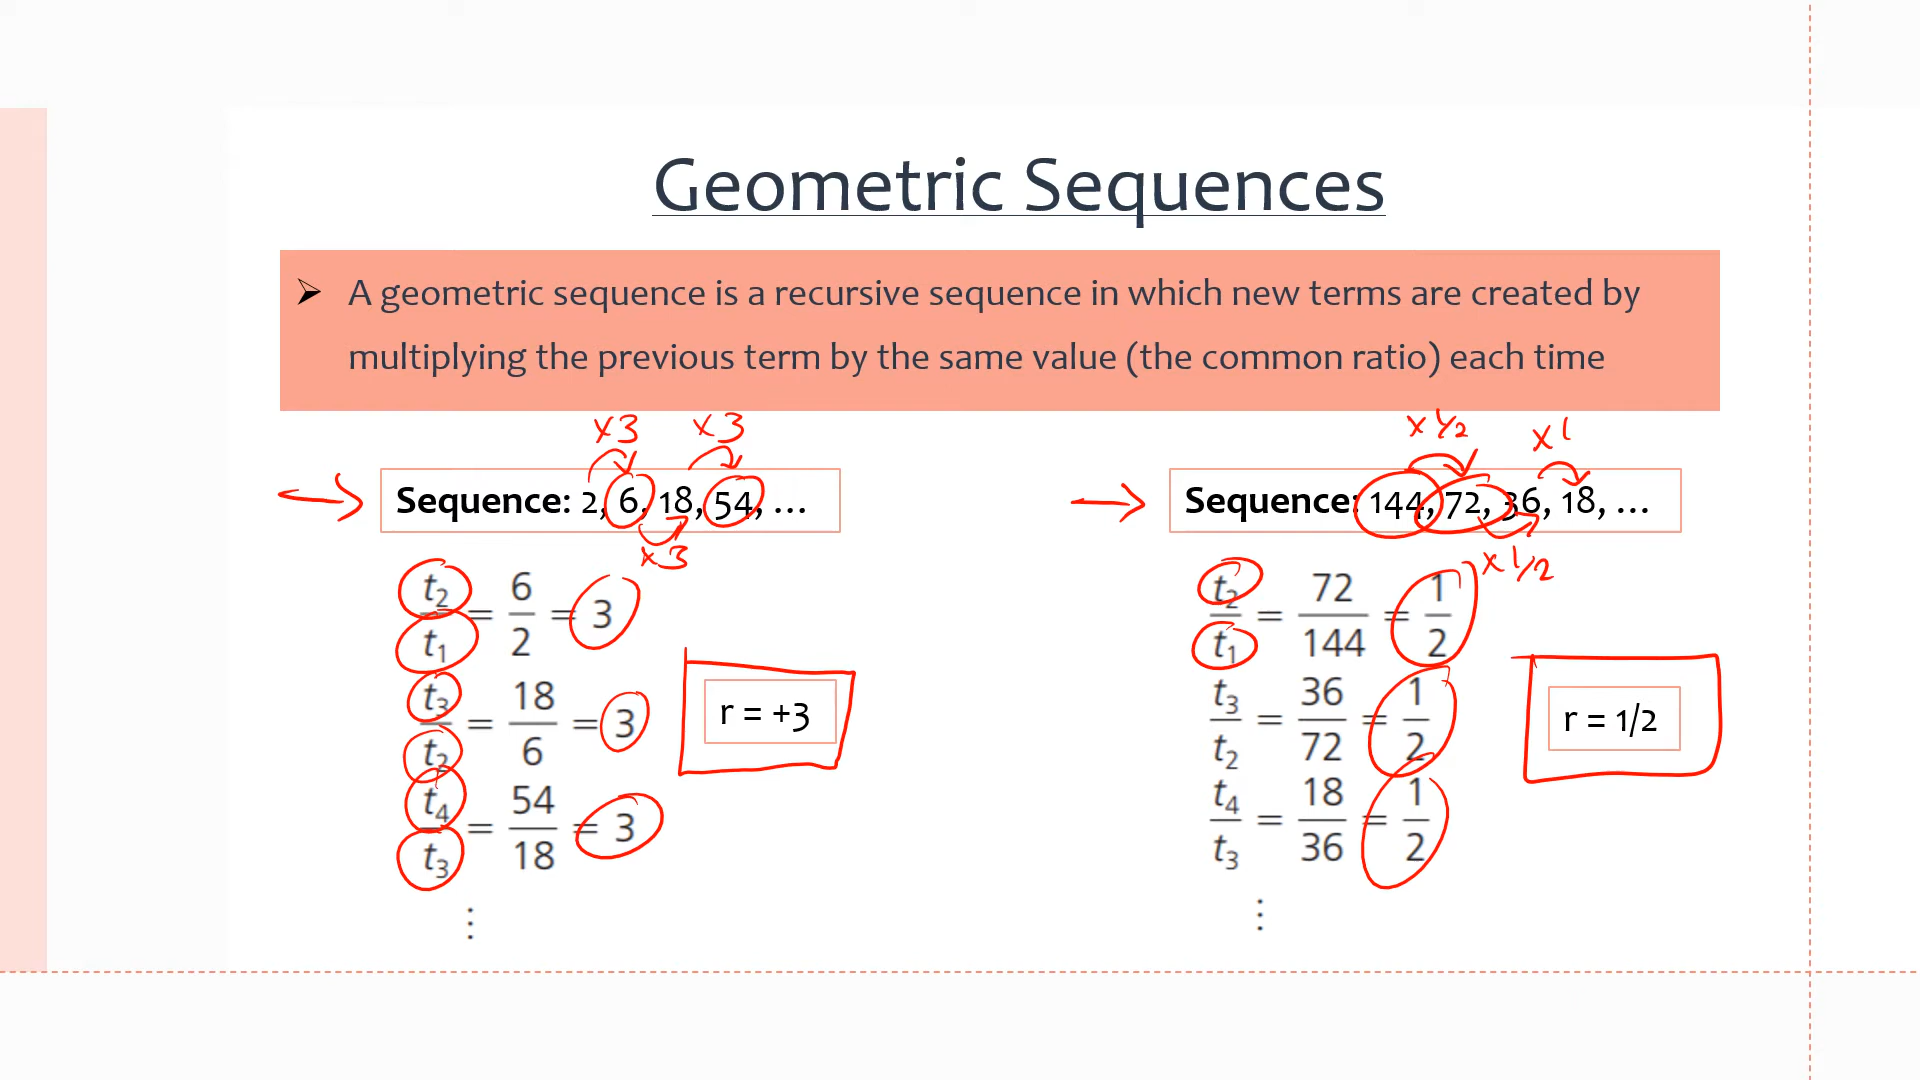 Geometric Sequences
➢ A geometric sequence is a recursive sequence in which new terms are created by
multiplying the previous term by the same value (the common ratio) each time
x3 x3
Sequence: 2, 6, 18, 54, ...
x3
t₂/t₁ = 6/2 = 3
t₃/t₂ = 18/6 = 3
t₄/t₃ = 54/18 = 3
⋮
r = +3
x 1/2 x 1
Sequence: 144, 72, 36, 18, ...
x 1/2
t₂/t₁ = 72/144 = 1/2
t₃/t₂ = 36/72 = 1/2
t₄/t₃ = 18/36 = 1/2
⋮
r = 1/2